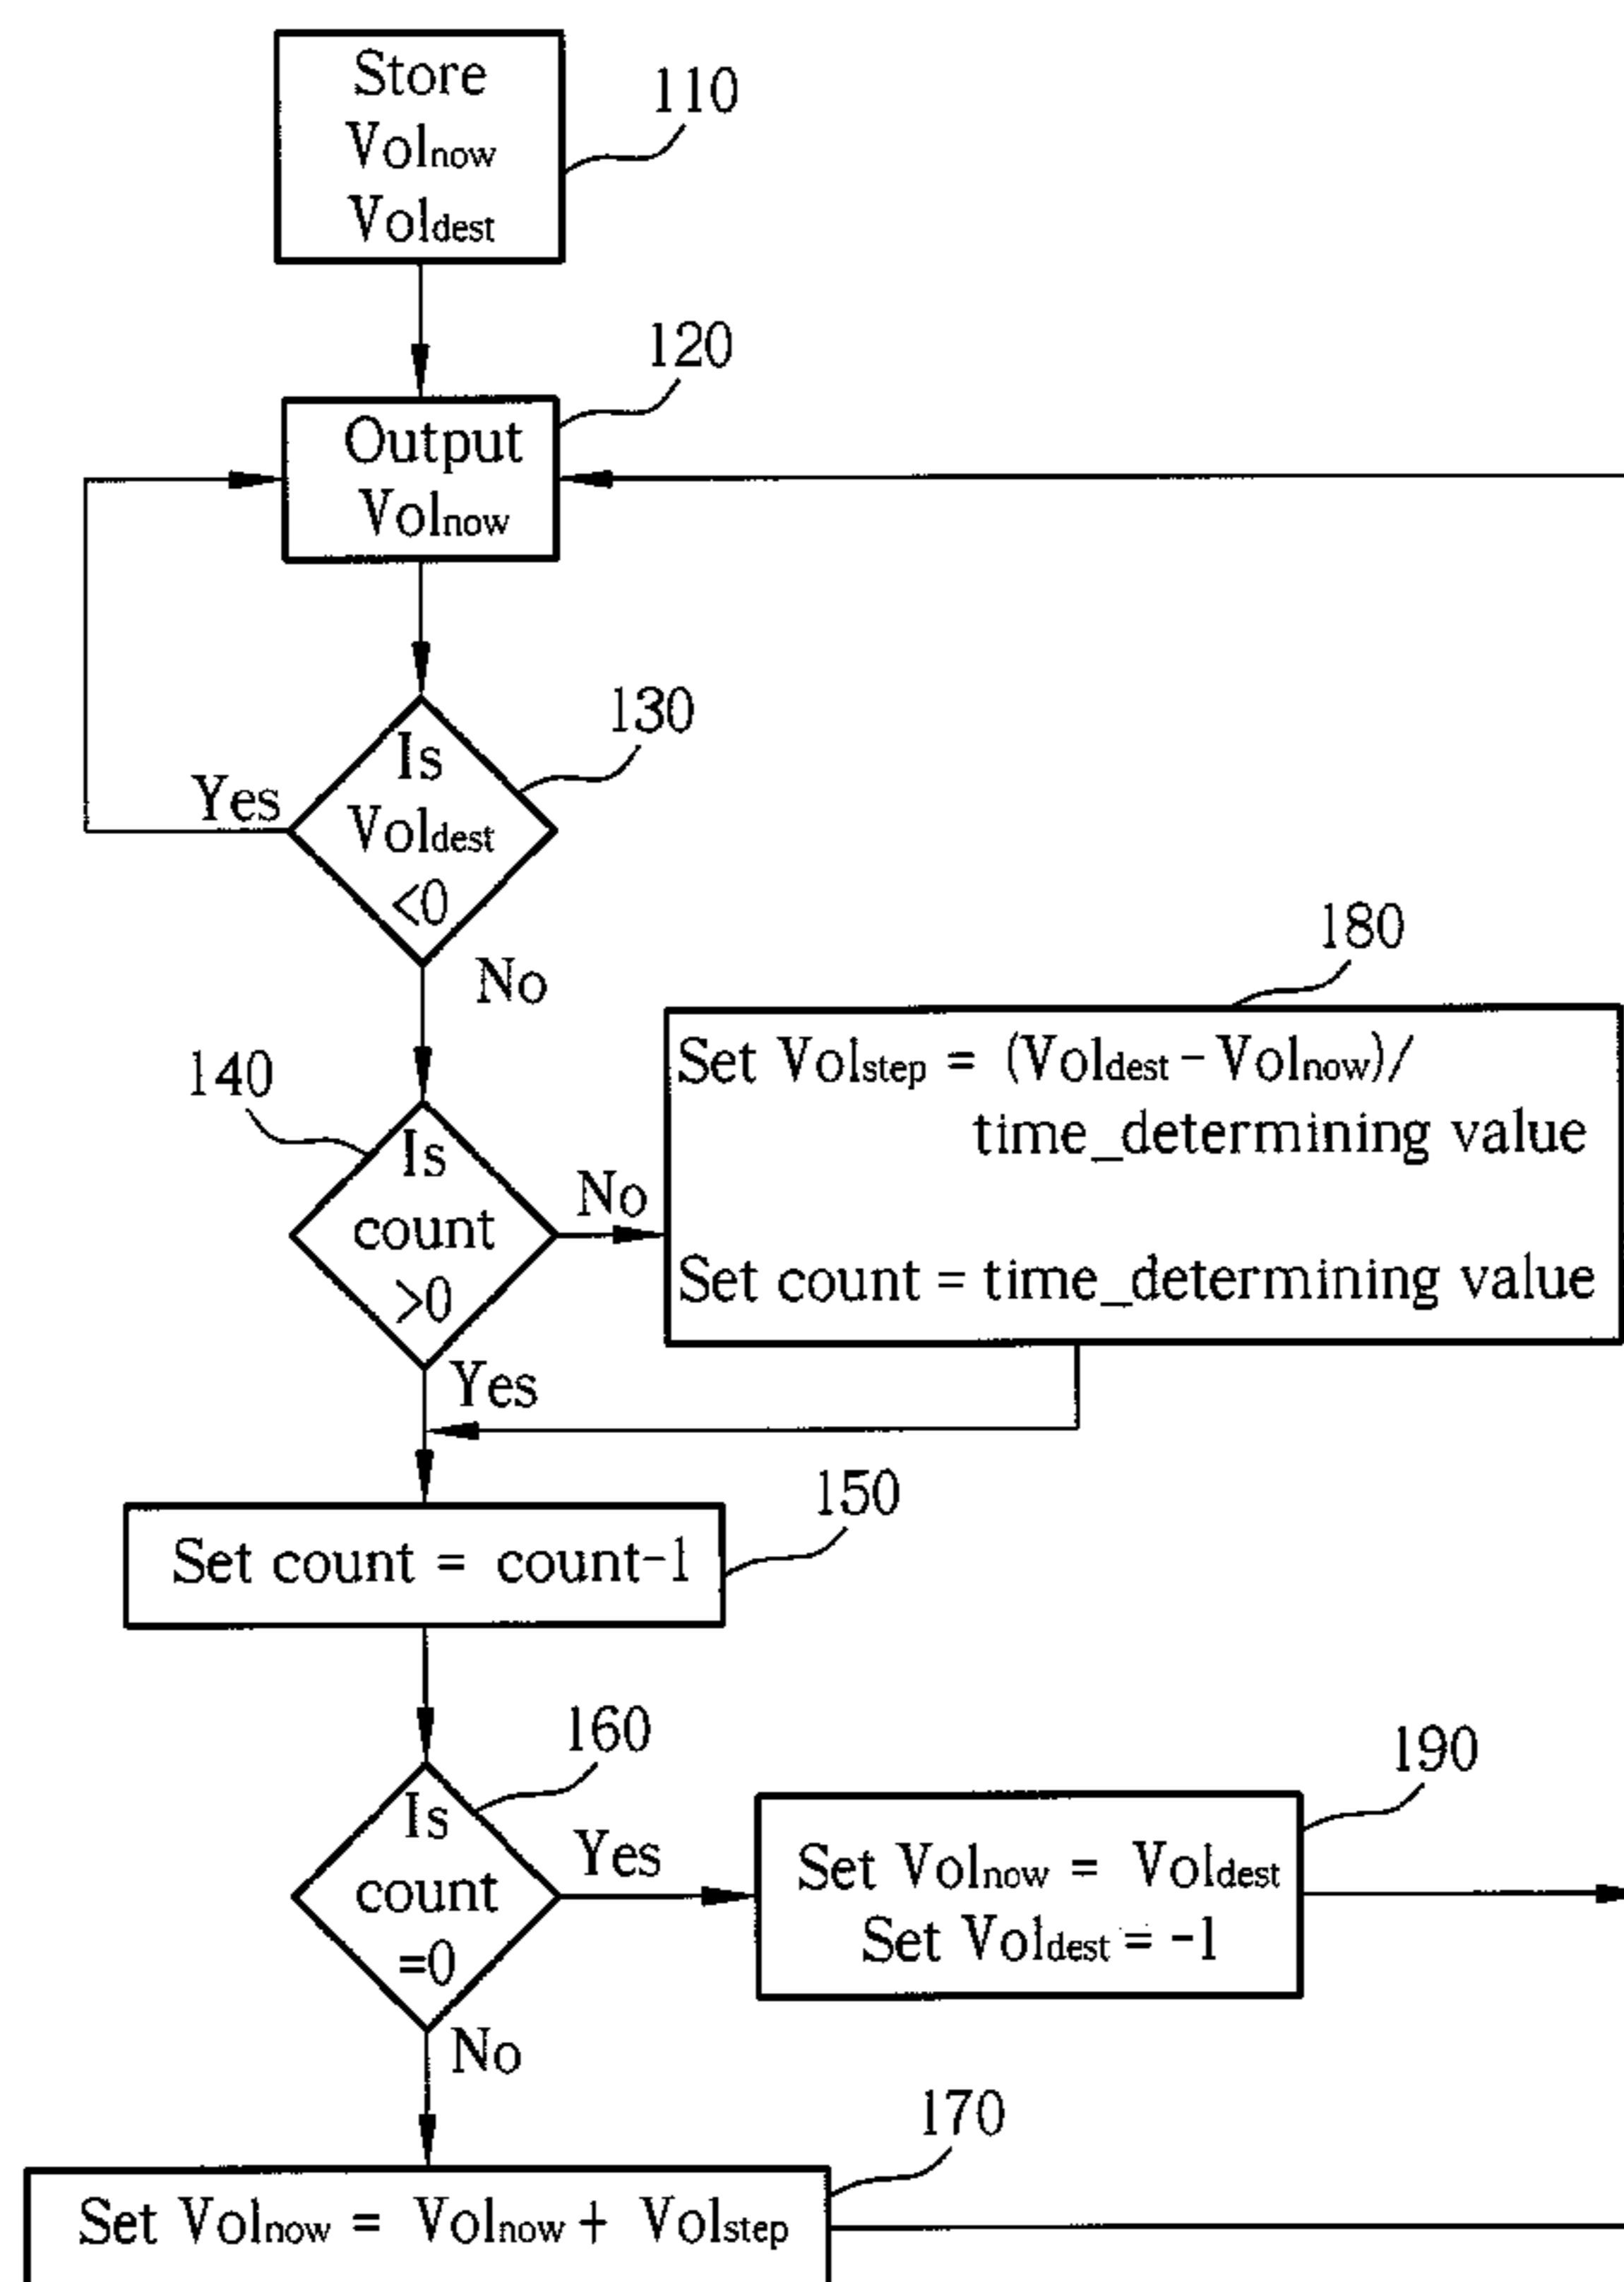 Store
Volnow
Voldest
110
120
Output
Volnow
130
Is
Voldest
<0
Yes
No
180
Set Volstep = (Voldest - Volnow)/
time_determining value
Set count = time_determining value
140
Is
count
>0
No
Yes
150
Set count = count-1
160
Is
count
=0
Yes
No
190
Set Volnow = Voldest
Set Voldest = -1
170
Set Volnow = Volnow + Volstep